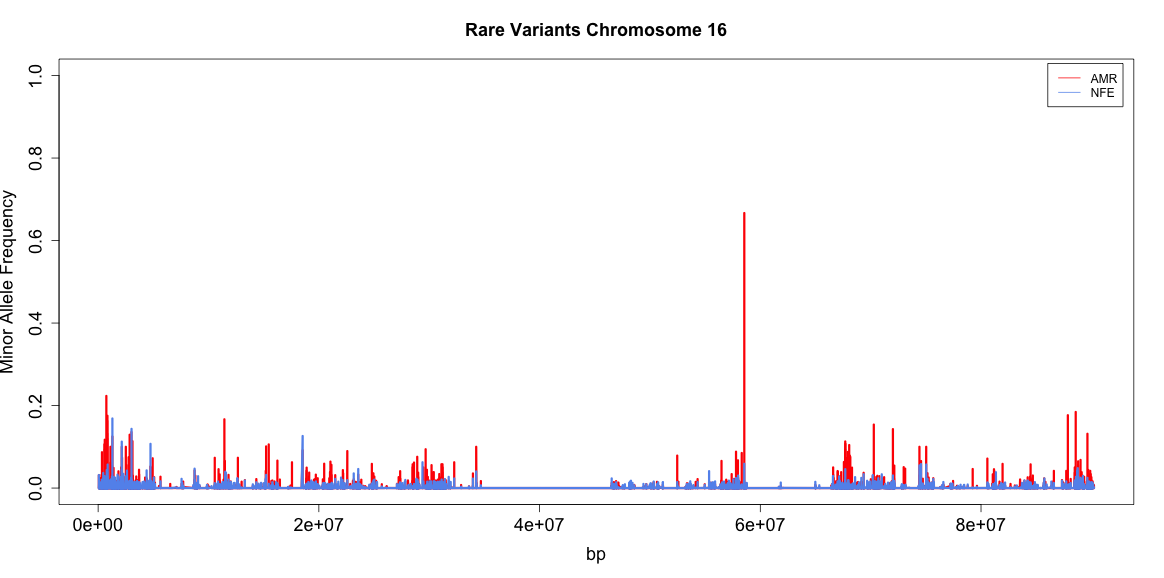 Rare Variants Chromosome 16
AMR
NFE
Minor Allele Frequency
1.0
0.8
0.6
0.4
0.2
0.0
0e+00 2e+07 4e+07 6e+07 8e+07
bp